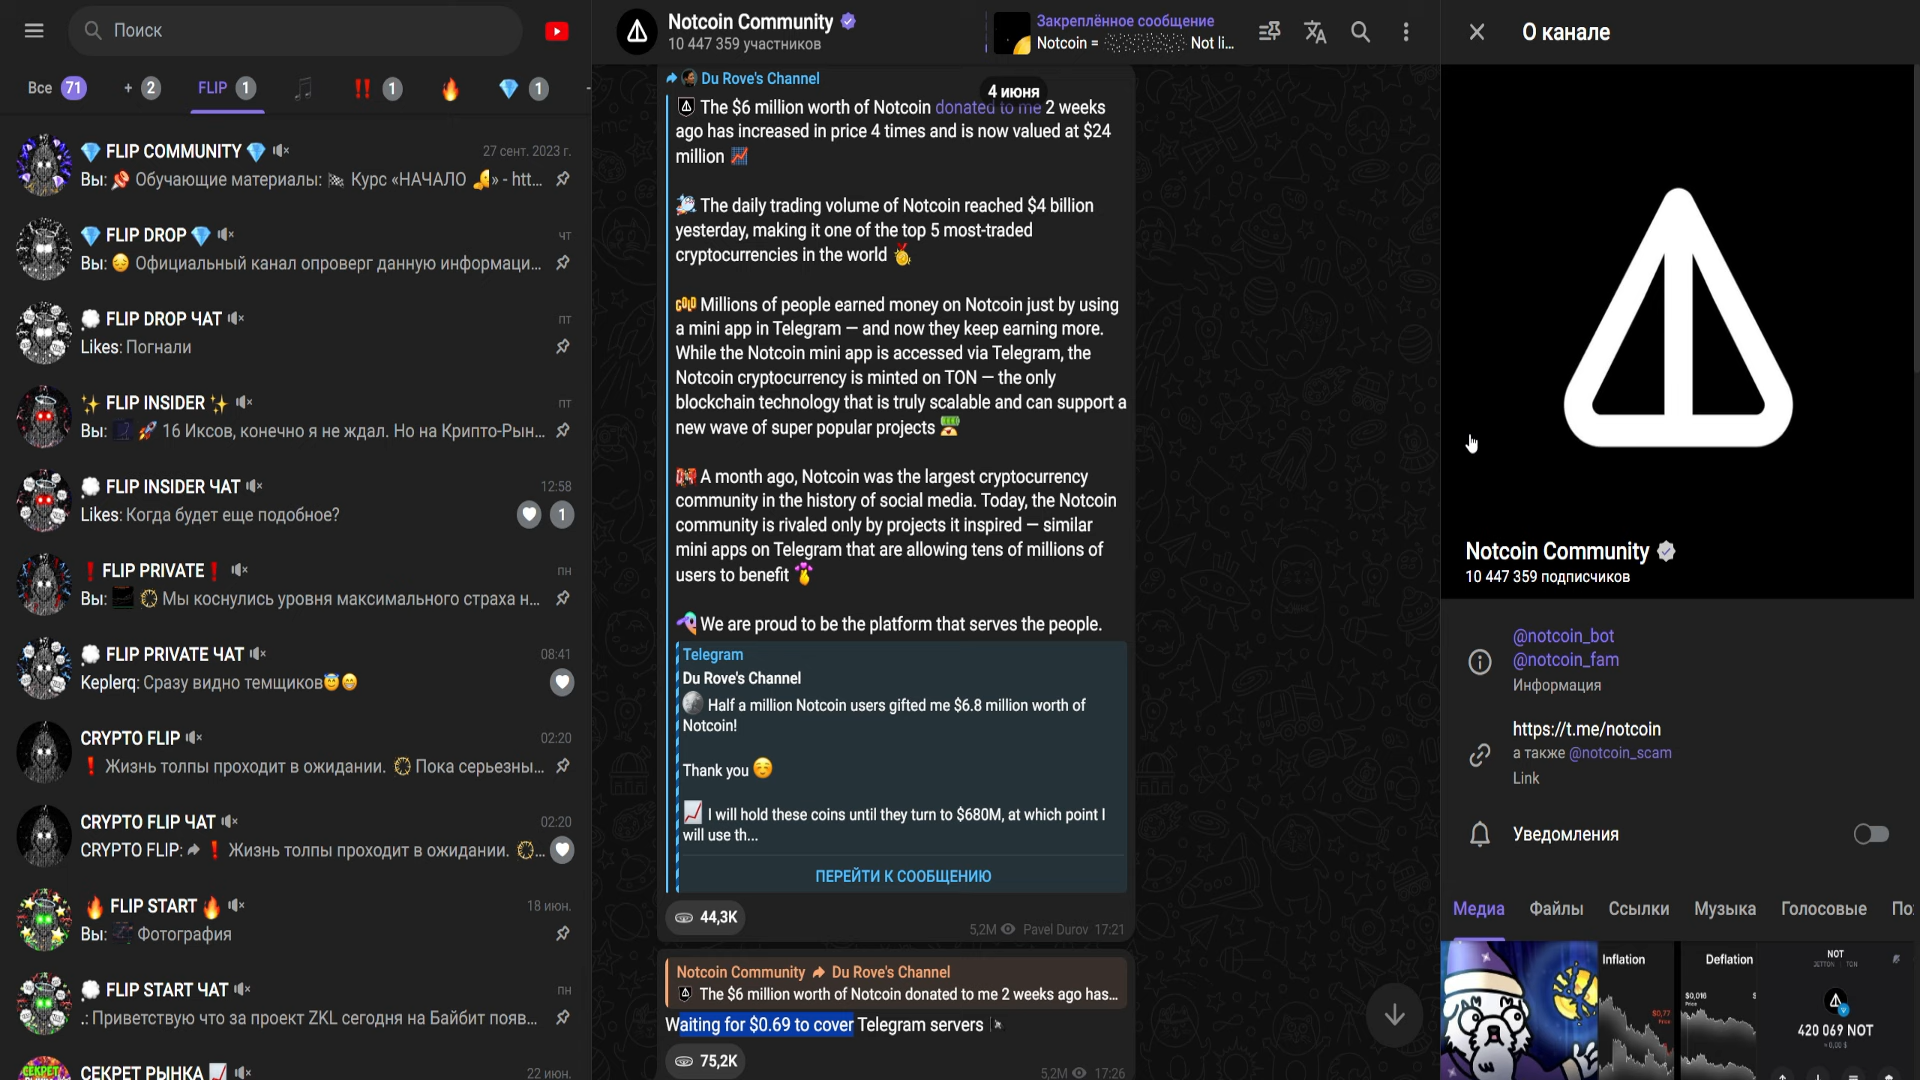 Поиск
Все 71
+ 2
FLIP 1
1
1
FLIP COMMUNITY
27 сент. 2023 г.
Вы: Обучающие материалы: Курс «НАЧАЛО » - htt...
FLIP DROP
чт
Вы: Официальный канал опроверг данную информаци...
FLIP DROP ЧАТ
пт
Likes: Погнали
FLIP INSIDER
пт
Вы: 16 Иксов, конечно я не ждал. Но на Крипто-Рын...
FLIP INSIDER ЧАТ
12:58
Likes: Когда будет еще подобное?
1
FLIP PRIVATE
пн
Вы: Мы коснулись уровня максимального страха н...
FLIP PRIVATE ЧАТ
08:41
Keplerq: Сразу видно темщиков
CRYPTO FLIP
02:20
Жизнь толпы проходит в ожидании. Пока серьезны...
CRYPTO FLIP ЧАТ
02:20
CRYPTO FLIP: Жизнь толпы проходит в ожидании. ...
FLIP START
18 июн.
Вы: Фотография
FLIP START ЧАТ
пн
.: Приветствую что за проект ZKL сегодня на Байбит появ...
СЕКРЕТ РЫНКА
22 июн.
Notcoin Community
10 447 359 участников
Закреплённое сообщение
Notcoin = Not li...
Du Rove's Channel
4 июня
The $6 million worth of Notcoin donated to me 2 weeks
ago has increased in price 4 times and is now valued at $24
million
The daily trading volume of Notcoin reached $4 billion
yesterday, making it one of the top 5 most-traded
cryptocurrencies in the world
GOLD Millions of people earned money on Notcoin just by using
a mini app in Telegram — and now they keep earning more.
While the Notcoin mini app is accessed via Telegram, the
Notcoin cryptocurrency is minted on TON — the only
blockchain technology that is truly scalable and can support a
new wave of super popular projects
A month ago, Notcoin was the largest cryptocurrency
community in the history of social media. Today, the Notcoin
community is rivaled only by projects it inspired — similar
mini apps on Telegram that are allowing tens of millions of
users to benefit
We are proud to be the platform that serves the people.
Telegram
Du Rove's Channel
Half a million Notcoin users gifted me $6.8 million worth of
Notcoin!
Thank you
I will hold these coins until they turn to $680M, at which point I
will use th...
ПЕРЕЙТИ К СООБЩЕНИЮ
44,3K
5,2M Pavel Durov 17:21
Notcoin Community Du Rove's Channel
The $6 million worth of Notcoin donated to me 2 weeks ago has...
Waiting for $0.69 to cover Telegram servers
75,2K
5,2M 17:26
О канале
Notcoin Community
10 447 359 подписчиков
@notcoin_bot
@notcoin_fam
Информация
https://t.me/notcoin
а также @notcoin_scam
Link
Уведомления
Медиа Файлы Ссылки Музыка Голосовые По
Inflation
$0,77
Price
Deflation
$0,016
Price
NOT
JETTON | TON
420 069 NOT
≈ 0,00 $